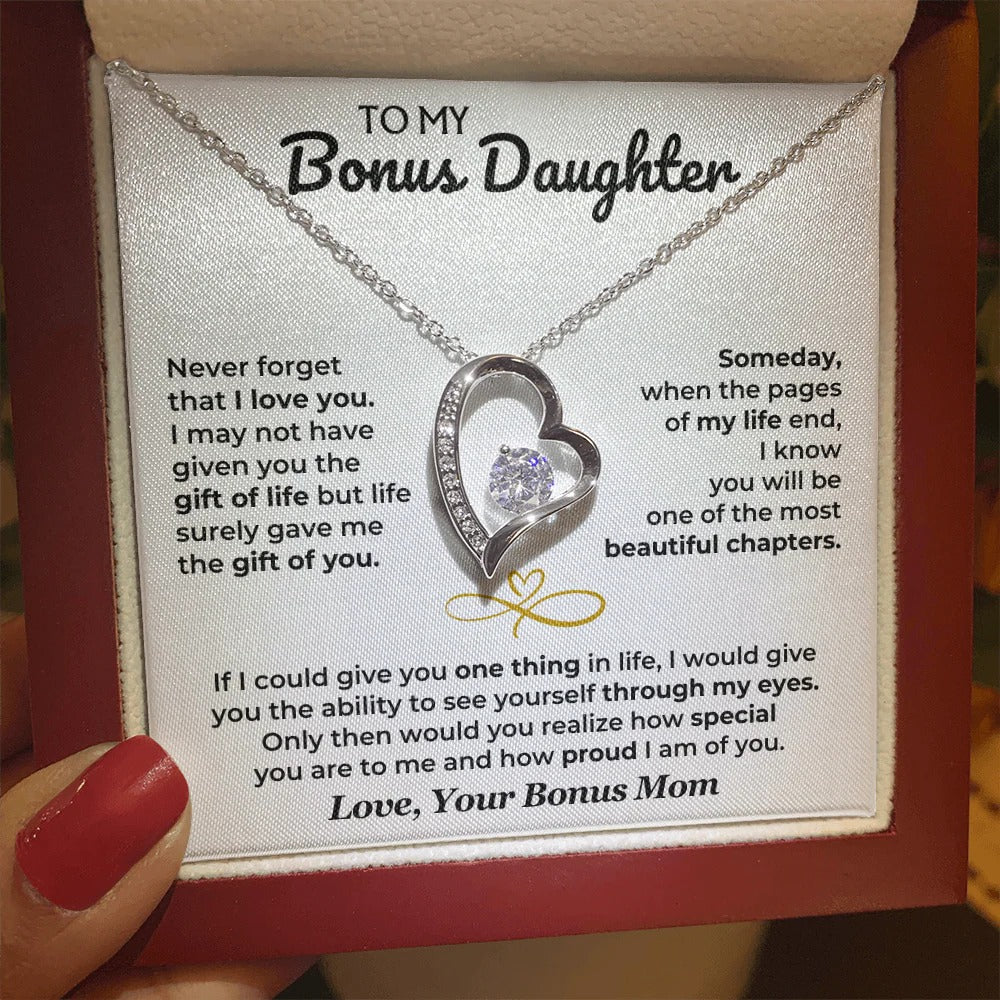 TO MY
Bonus Daughter
Never forget
that I love you.
I may not have
given you the
gift of life but life
surely gave me
the gift of you.
Someday,
when the pages
of my life end,
I know
you will be
one of the most
beautiful chapters.
If I could give you one thing in life, I would give
you the ability to see yourself through my eyes.
Only then would you realize how special
you are to me and how proud I am of you.
Love, Your Bonus Mom